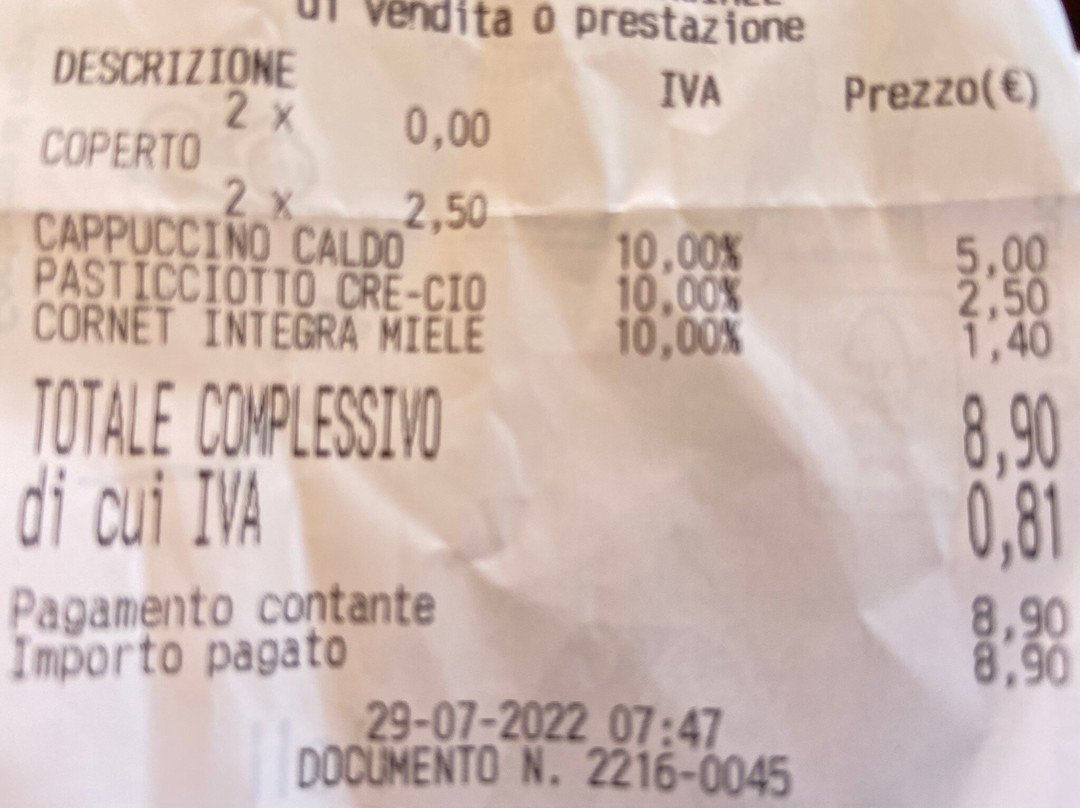 di vendita o prestazione
DESCRIZIONE IVA Prezzo(€)
2 x 0,00
COPERTO
2 x 2,50
CAPPUCCINO CALDO 10,00% 5,00
PASTICCIOTTO CRE-CIO 10,00% 2,50
CORNET INTEGRA MIELE 10,00% 1,40
TOTALE COMPLESSIVO 8,90
di cui IVA 0,81
Pagamento contante 8,90
Importo pagato 8,90
29-07-2022 07:47
DOCUMENTO N. 2216-0045